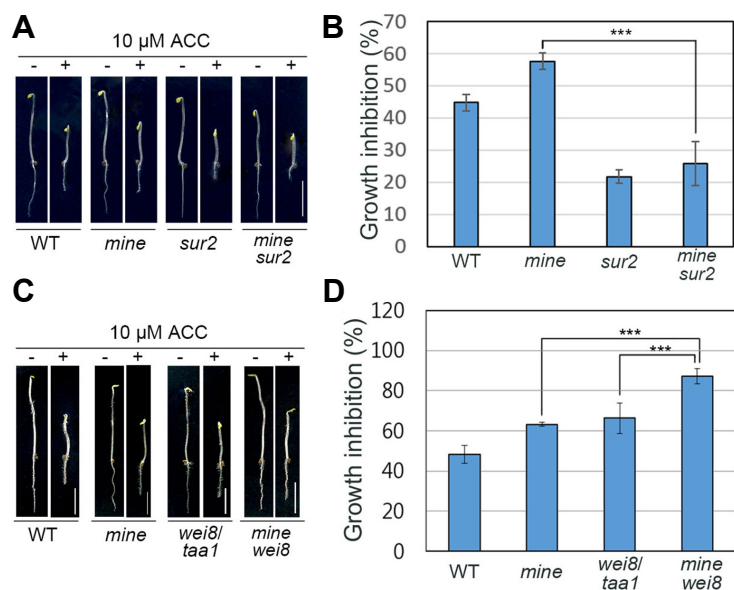 A
10 µM ACC
- + - + - + - +
WT mine sur2 mine
sur2
B
Growth inhibition (%)
70
60
50
40
30
20
10
0
***
WT mine sur2 mine
sur2
C
10 µM ACC
- + - + - + - +
WT mine wei8/ mine
taa1 wei8
D
Growth inhibition (%)
120
100
80
60
40
20
0
***
***
WT mine wei8/ mine
taa1 wei8